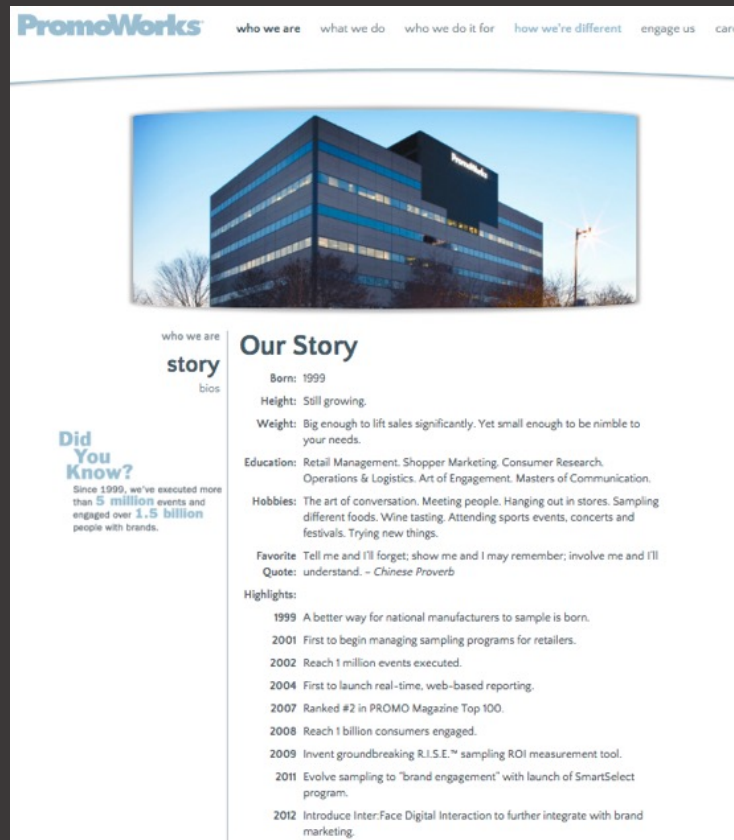 PromoWorks
who we are what we do who we do it for how we're different engage us
PromoWorks
who we are
story
bios
Did
You
Know?
Since 1999, we've executed more
than 5 million events and
engaged over 1.5 billion
people with brands.
Our Story
Born: 1999
Height: Still growing.
Weight: Big enough to lift sales significantly. Yet small enough to be nimble to
your needs.
Education: Retail Management. Shopper Marketing. Consumer Research.
Operations & Logistics. Art of Engagement. Masters of Communication.
Hobbies: The art of conversation. Meeting people. Hanging out in stores. Sampling
different foods. Wine tasting. Attending sports events, concerts and
festivals. Trying new things.
Favorite Tell me and I'll forget; show me and I may remember; involve me and I'll
Quote: understand. – Chinese Proverb
Highlights:
1999 A better way for national manufacturers to sample is born.
2001 First to begin managing sampling programs for retailers.
2002 Reach 1 million events executed.
2004 First to launch real-time, web-based reporting.
2007 Ranked #2 in PROMO Magazine Top 100.
2008 Reach 1 billion consumers engaged.
2009 Invent groundbreaking R.I.S.E.™ sampling ROI measurement tool.
2011 Evolve sampling to "brand engagement" with launch of SmartSelect
program.
2012 Introduce Inter:Face Digital Interaction to further integrate with brand
marketing.